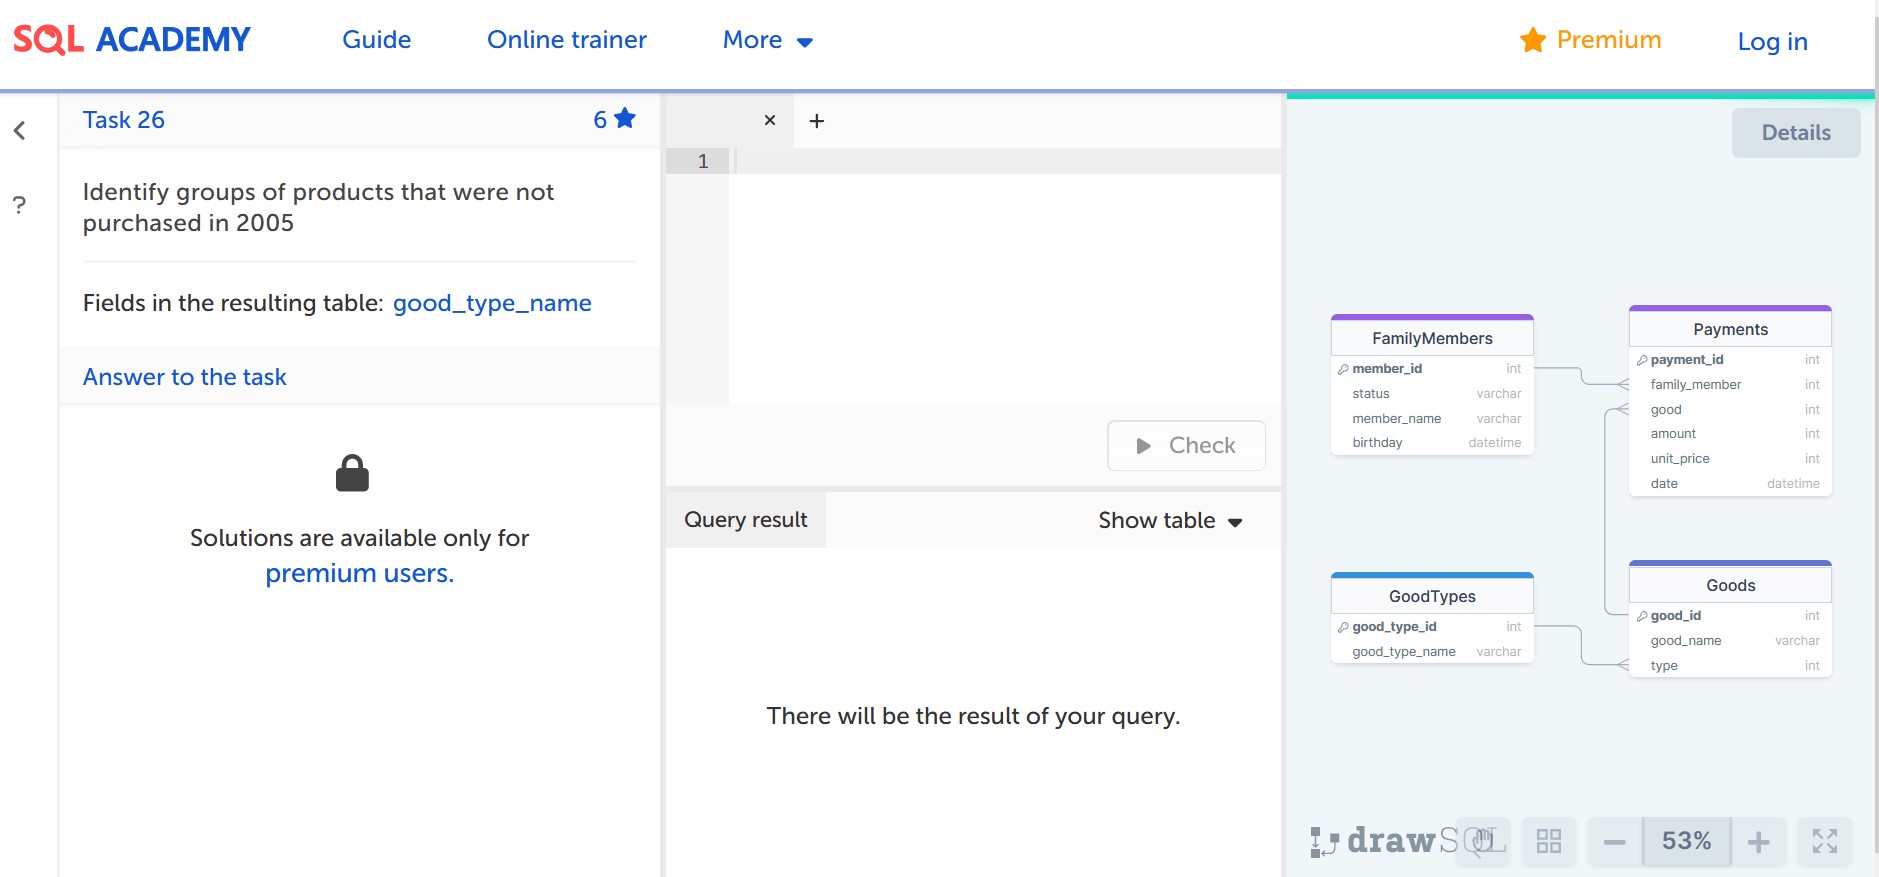 SQL ACADEMY
Guide
Online trainer
More
Premium
Log in
Task 26
6
?
Identify groups of products that were not
purchased in 2005
Fields in the resulting table: good_type_name
Answer to the task
Solutions are available only for
premium users.
× +
1
Check
Query result
Show table
There will be the result of your query.
Details
FamilyMembers
member_id int
status varchar
member_name varchar
birthday datetime
Payments
payment_id int
family_member int
good int
amount int
unit_price int
date datetime
GoodTypes
good_type_id int
good_type_name varchar
Goods
good_id int
good_name varchar
type int
drawSQL
53%